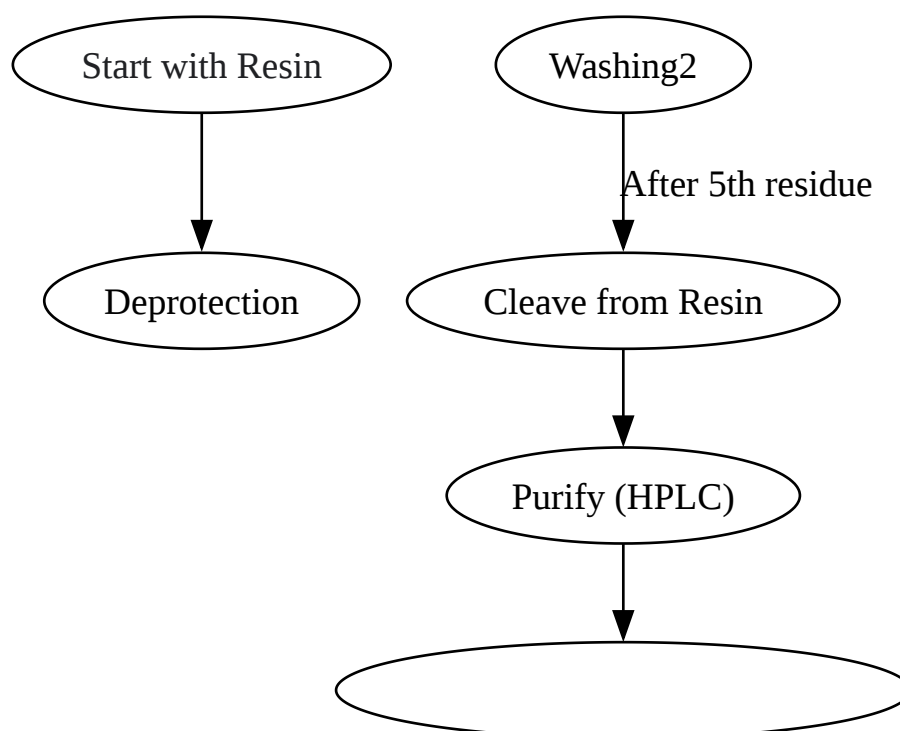 Start with Resin
Washing2
After 5th residue
Deprotection
Cleave from Resin
Purify (HPLC)